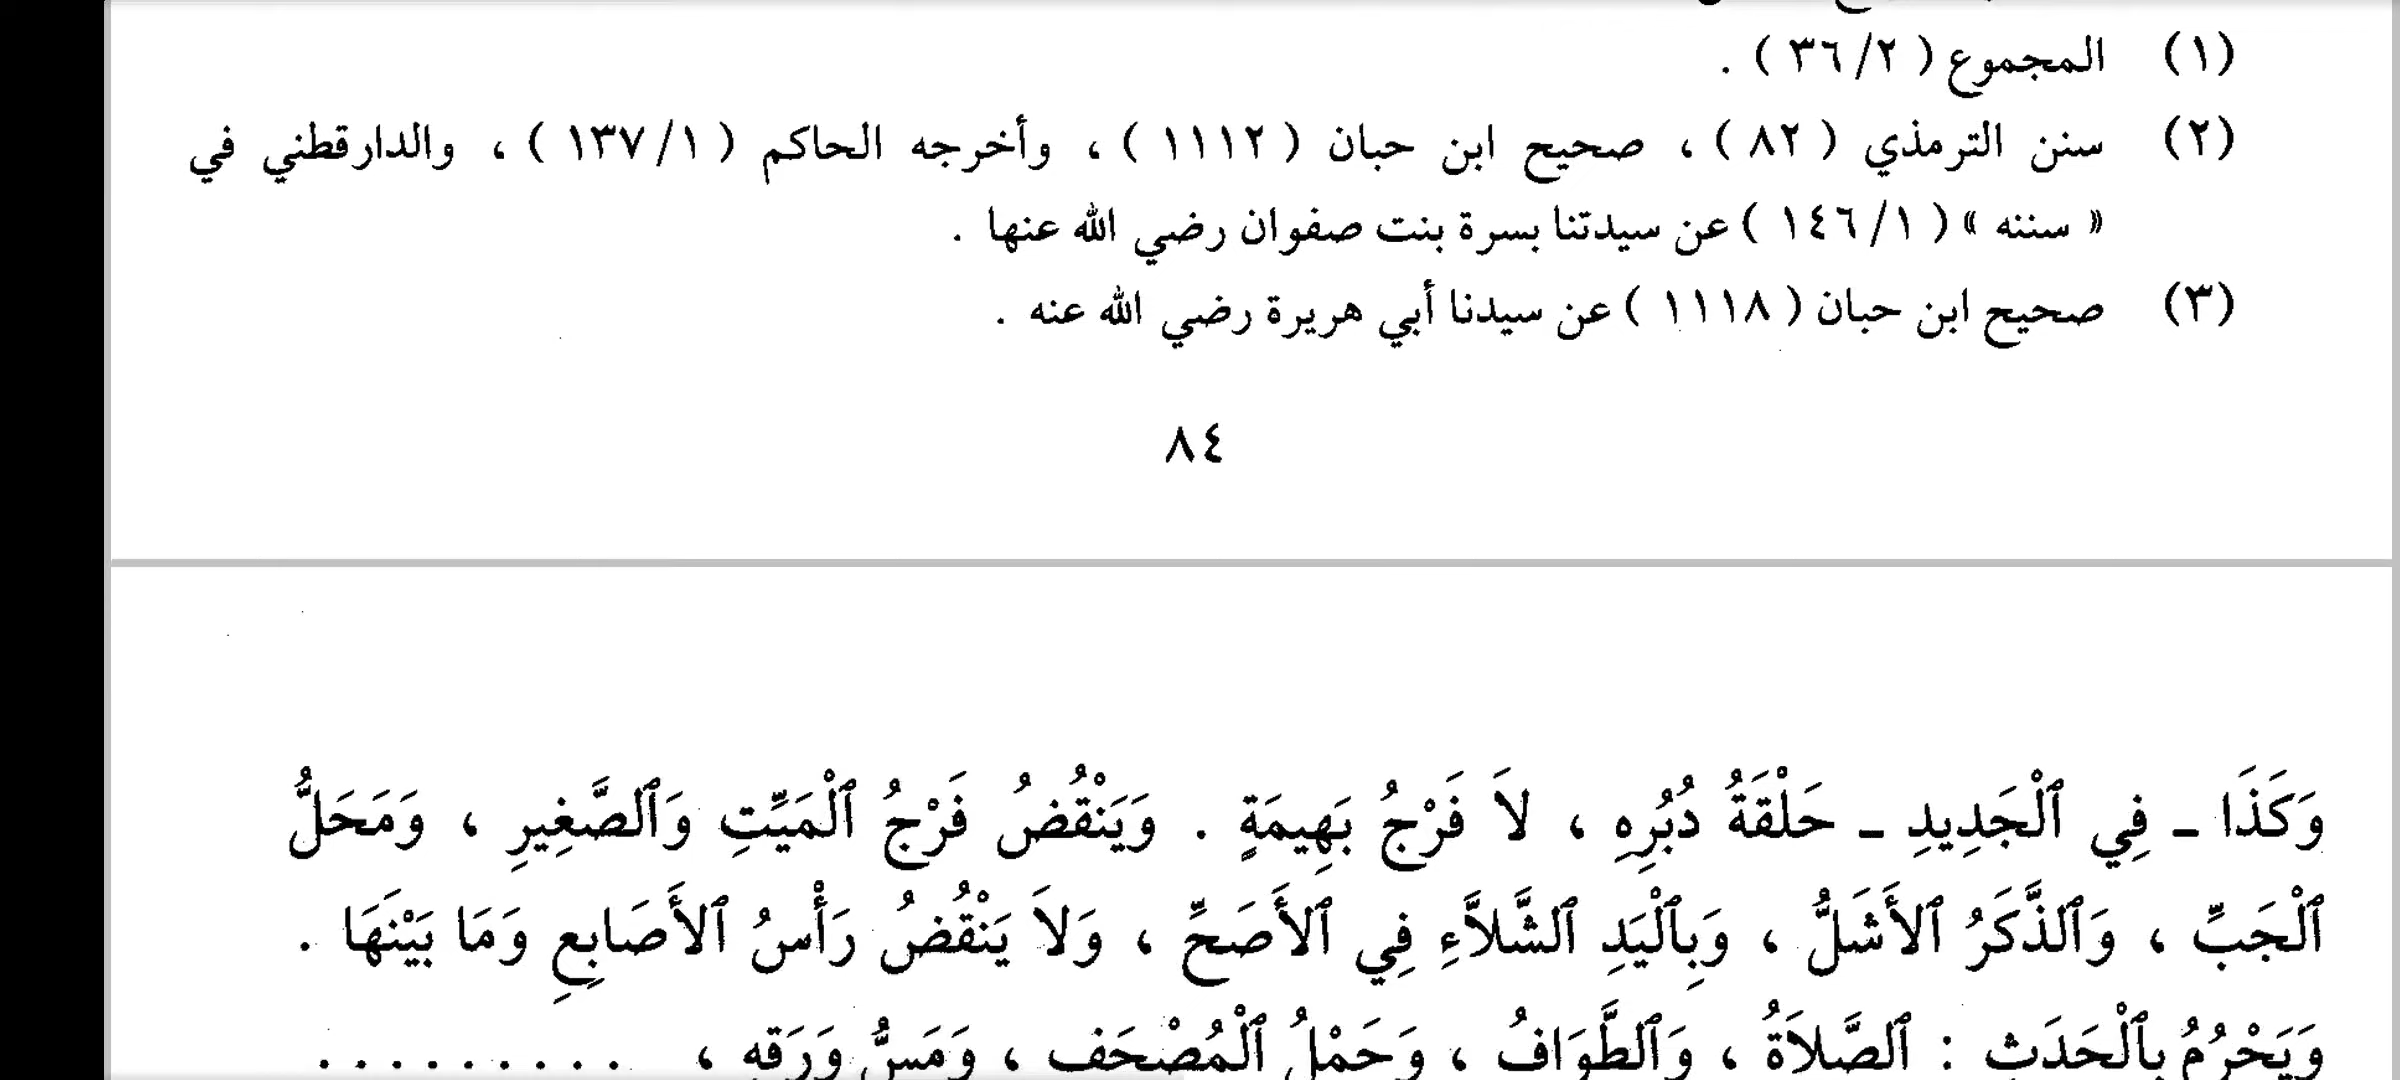 (١) المجموع ( ٢/ ٣٦ ) .
(٢) سنن الترمذي ( ٨٢ ) ، صحيح ابن حبان ( ١١١٢ ) ، وأخرجه الحاكم ( ١/ ١٣٧ ) ، والدارقطني في
« سننه » ( ١/ ١٤٦ ) عن سيدتنا بسرة بنت صفوان رضي الله عنها .
(٣) صحيح ابن حبان ( ١١١٨ ) عن سيدنا أبي هريرة رضي الله عنه .
٨٤
وَكَذَا ـ فِي ٱلْجَدِيدِ ـ حَلْقَةُ دُبُرِهِ ، لاَ فَرْجُ بَهِيمَةٍ . وَيَنْقُضُ فَرْجُ ٱلْمَيِّتِ وَٱلصَّغِيرِ ، وَمَحَلُّ
ٱلْجَبِّ ، وَٱلذَّكَرُ ٱلأَشَلُّ ، وَبِٱلْيَدِ ٱلشَّلاَّءِ فِي ٱلأَصَحِّ ، وَلاَ يَنْقُضُ رَأْسُ ٱلأَصَابِعِ وَمَا بَيْنَهَا .
وَيَحْرُمُ بِٱلْحَدَثِ : ٱلصَّلاَةُ ، وَٱلطَّوَافُ ، وَحَمْلُ ٱلْمُصْحَفِ ، وَمَسُّ وَرَقِهِ ، . . . . . . . . .